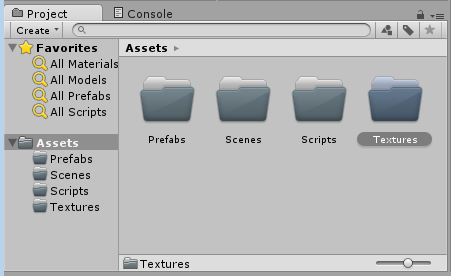 Project
Console
Create
Favorites
All Materials
All Models
All Prefabs
All Scripts
Assets
Prefabs
Scenes
Scripts
Textures
Assets
Prefabs
Scenes
Scripts
Textures
Textures